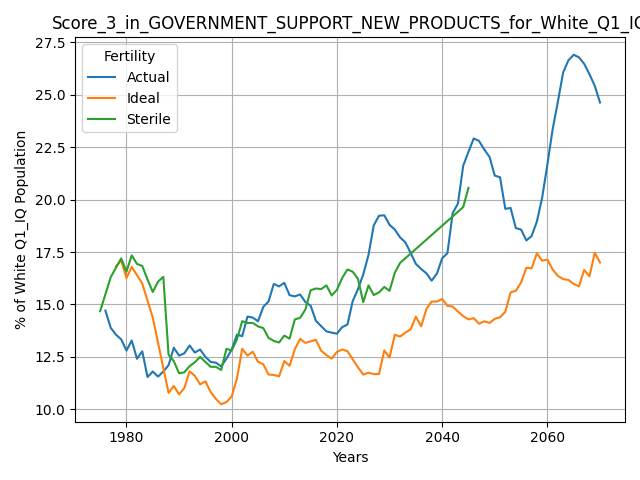 Score_3_in_GOVERNMENT_SUPPORT_NEW_PRODUCTS_for_White_Q1_IQ
27.5
25.0
22.5
20.0
17.5
15.0
12.5
10.0
% of White Q1_IQ Population
Fertility
Actual
Ideal
Sterile
1980
2000
2020
2040
2060
Years